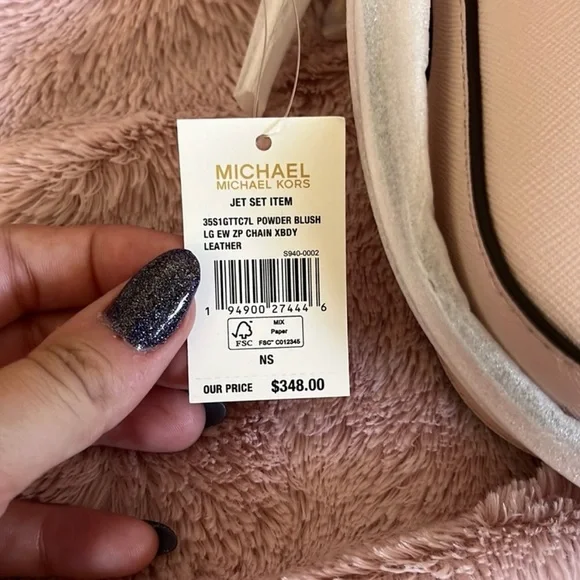 MICHAEL
MICHAEL KORS
JET SET ITEM
35S1GTTC7L POWDER BLUSH
LG EW ZP CHAIN XBDY
LEATHER
S940-0002
1 94900 27444 6
FSC
MIX
Paper
FSC® C012345
NS
OUR PRICE $348.00